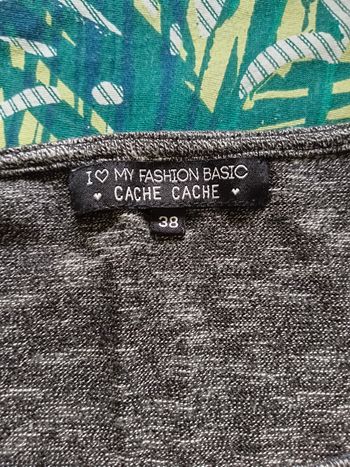 I ♡ MY FASHION BASIC
♥ CACHE CACHE ♥
38